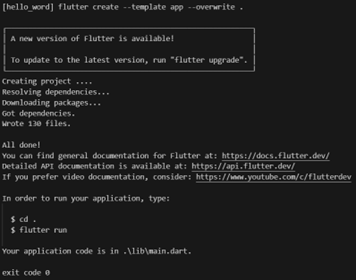 [hello_word] flutter create --template app --overwrite .
A new version of Flutter is available!
To update to the latest version, run "flutter upgrade".
Creating project ....
Resolving dependencies...
Downloading packages...
Got dependencies.
Wrote 130 files.
All done!
You can find general documentation for Flutter at: https://docs.flutter.dev/
Detailed API documentation is available at: https://api.flutter.dev/
If you prefer video documentation, consider: https://www.youtube.com/c/flutterdev
In order to run your application, type:
$ cd .
$ flutter run
Your application code is in .\lib\main.dart.
exit code 0